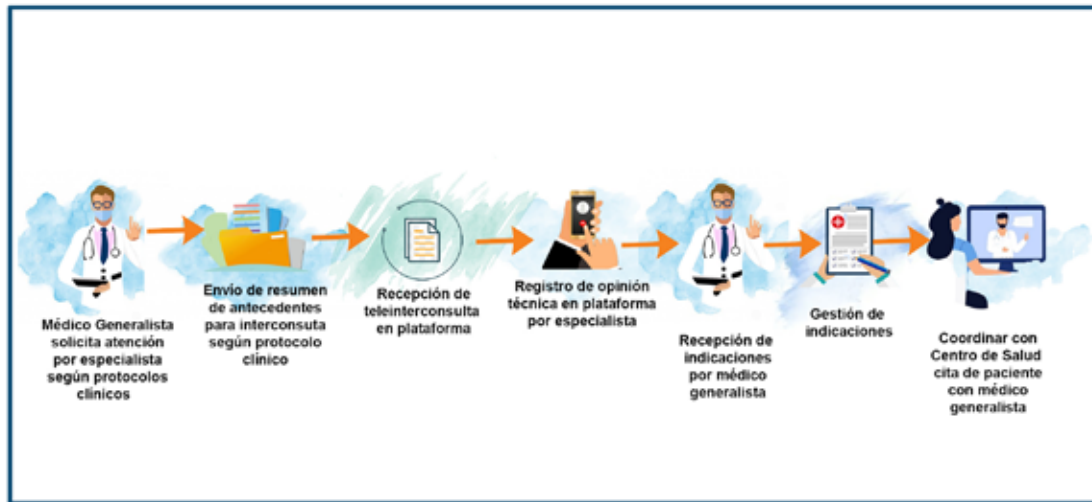 Médico Generalista
solicita atención
por especialista
según protocolos
clínicos
Envío de resumen
de antecedentes
para interconsuta
según protocolo
clínico
Recepción de
teleinterconsulta
en plataforma
Registro de opinión
técnica en plataforma
por especialista
Recepción de
indicaciones
por médico
generalista
Gestión de
indicaciones
Coordinar con
Centro de Salud
cita de paciente
con médico
generalista